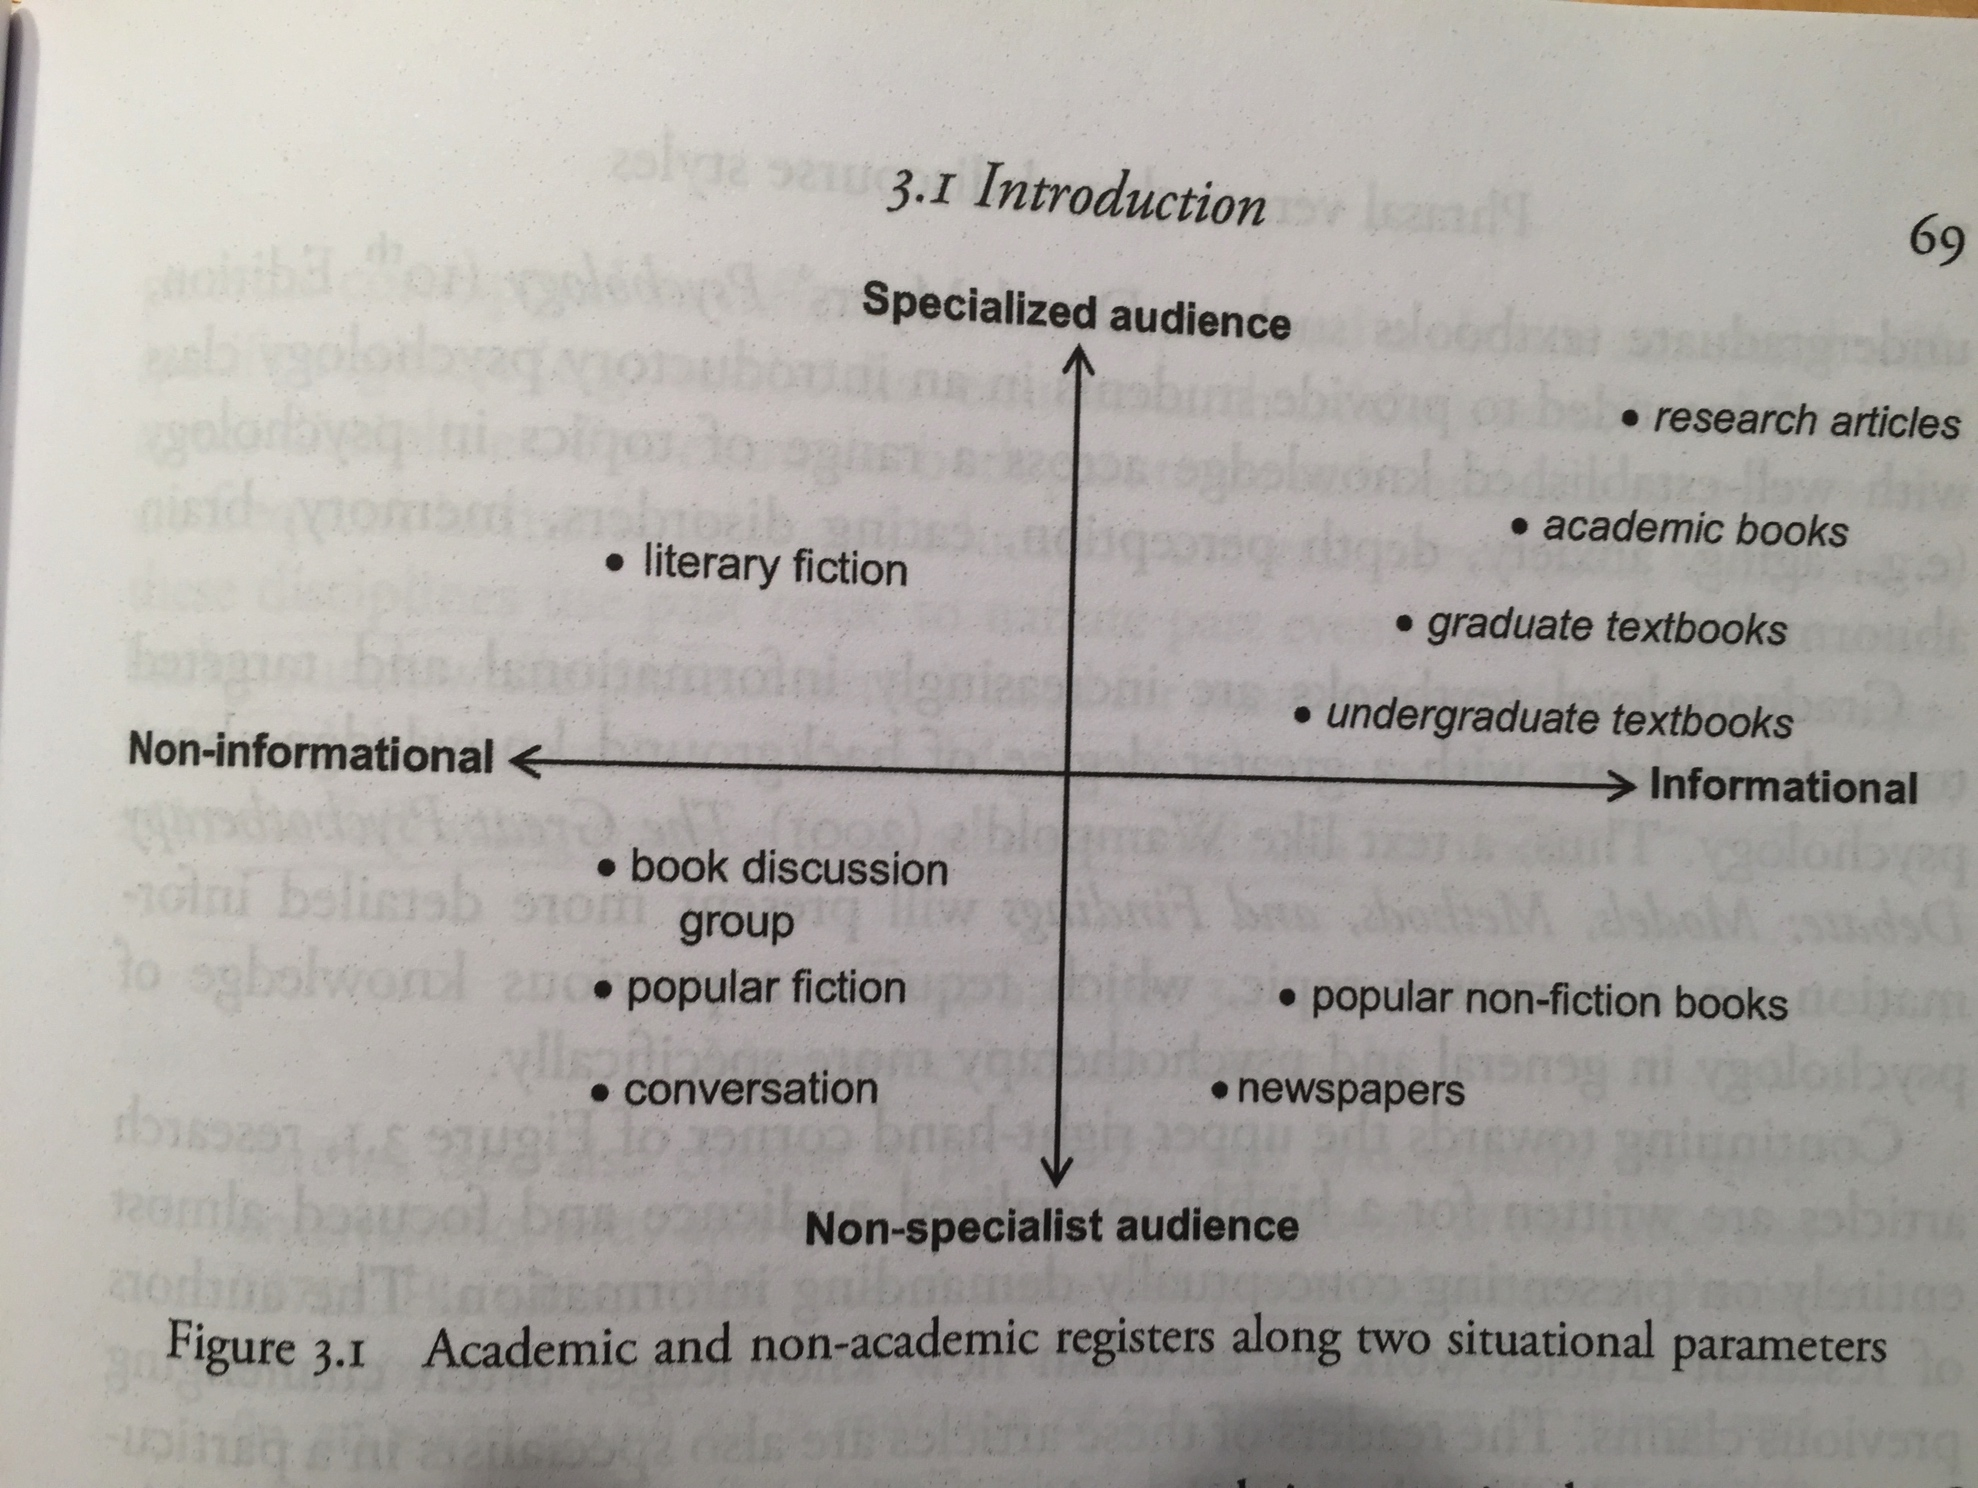 3.1 Introduction
69
Specialized audience
• research articles
• academic books
• literary fiction
• graduate textbooks
• undergraduate textbooks
Non-informational
Informational
• book discussion
group
• popular fiction
• popular non-fiction books
• conversation
• newspapers
Non-specialist audience
Figure 3.1 Academic and non-academic registers along two situational parameters